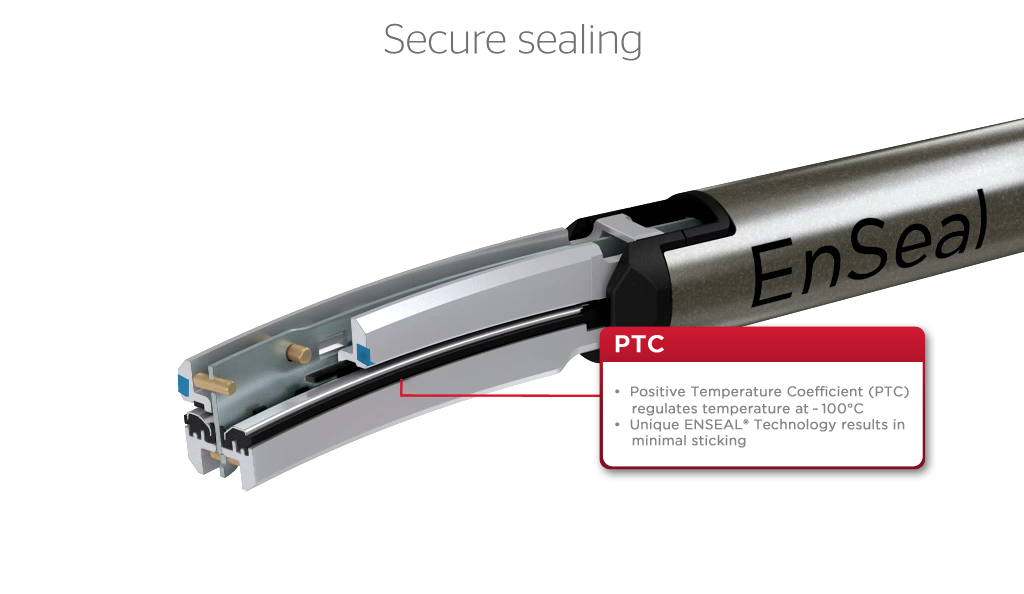 Secure sealing
EnSeal
PTC
• Positive Temperature Coefficient (PTC)
regulates temperature at ~100°C
• Unique ENSEAL® Technology results in
minimal sticking